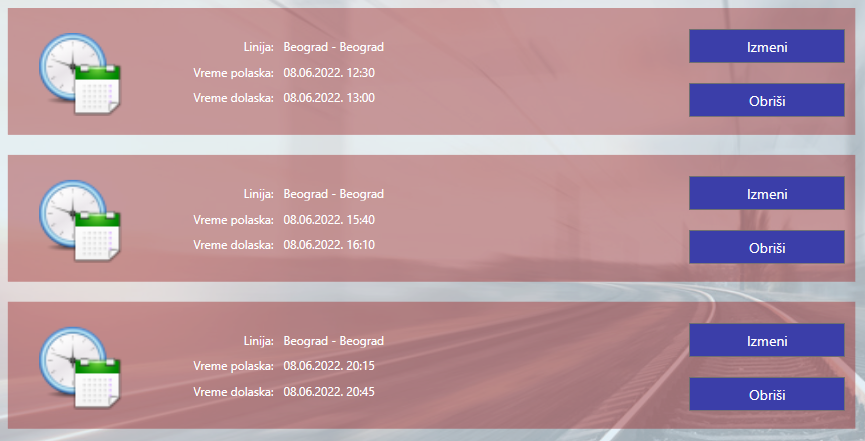 Linija: Beograd - Beograd
Izmeni
Vreme polaska: 08.06.2022. 12:30
Vreme dolaska: 08.06.2022. 13:00
Obriši
Linija: Beograd - Beograd
Izmeni
Vreme polaska: 08.06.2022. 15:40
Vreme dolaska: 08.06.2022. 16:10
Obriši
Linija: Beograd - Beograd
Izmeni
Vreme polaska: 08.06.2022. 20:15
Vreme dolaska: 08.06.2022. 20:45
Obriši